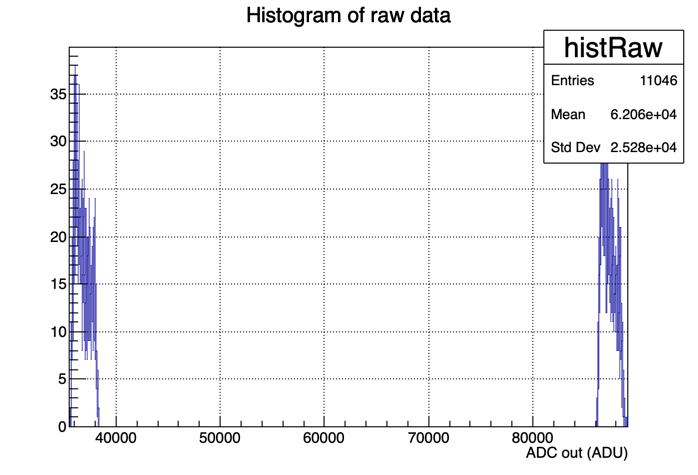 Histogram of raw data
histRaw
Entries 11046
Mean 6.206e+04
Std Dev 2.528e+04
35
30
25
20
15
10
5
0
40000 50000 60000 70000 80000
ADC out (ADU)